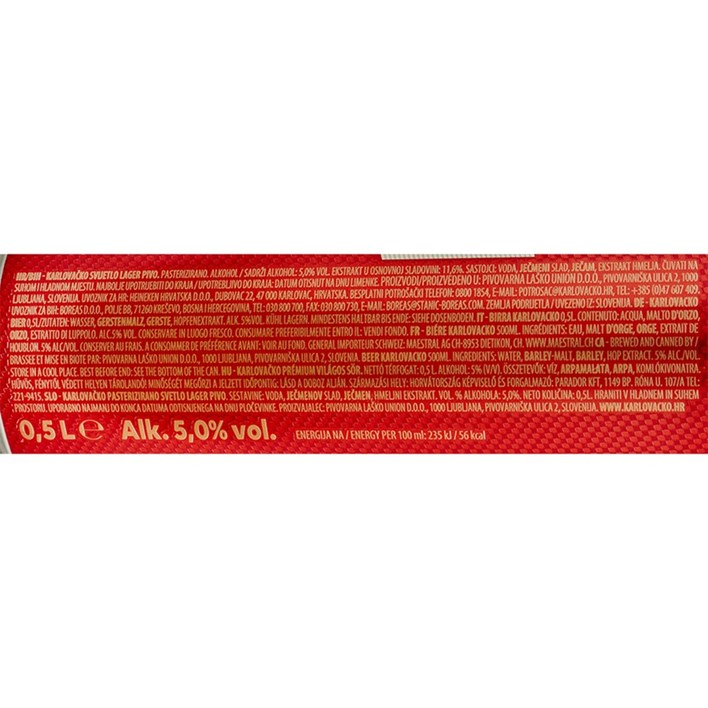 HR/BIH - KARLOVAČKO SVIJETLO LAGER PIVO. PASTERIZIRANO. ALKOHOL / SADRŽI ALKOHOL: 5,0% VOL. EKSTRAKT U OSNOVNOJ SLADOVINI: 11,6%. SASTOJCI: VODA, JEČMENI SLAD, JEČAM, EKSTRAKT HMELJA. ČUVATI NA
SUHOM I HLADNOM MJESTU. NAJBOLJE UPOTRIJEBITI DO KRAJA / UPOTREBLJIVO DO KRAJA: DATUM OTISNUT NA DNU LIMENKE. PROIZVODI/PROIZVEDENO U: PIVOVARNA LAŠKO UNION D.O.O., PIVOVARNIŠKA ULICA 2, 1000
LJUBLJANA, SLOVENIJA. UVOZNIK ZA HR: HEINEKEN HRVATSKA D.O.O., DUBOVAC 22, 47 000 KARLOVAC, HRVATSKA. BESPLATNI POTROŠAČKI TELEFON: 0800 1854, E-MAIL: POTROSAC@KARLOVACKO.HR, TEL: +385 (0)47 607 409.
UVOZNIK ZA BIH: BOREAS D.O.O., POLJE BB, 71260 KREŠEVO, BOSNA I HERCEGOVINA, TEL: 030 800 700, FAX:030 800 730, E-MAIL: BOREAS@STANIC-BOREAS.COM. ZEMLJA PODRIJETLA / UVEZENO IZ: SLOVENIJA. DE - KARLOVACKO
BIER 0,5L/ZUTATEN: WASSER, GERSTENMALZ, GERSTE, HOPFENEXTRAKT. ALK. 5%VOL. KÜHL LAGERN. MINDESTENS HALTBAR BIS ENDE: SIEHE DOSENBODEN. IT - BIRRA KARLOVACKO 0,5L. CONTENUTO: ACQUA, MALTO D'ORZO,
ORZO, ESTRATTO DI LUPPOLO. ALC.5% VOL. CONSERVARE IN LUOGO FRESCO. CONSUMARE PREFERIBILMENTE ENTRO IL: VEDI FONDO. FR - BIÈRE KARLOVACKO 500ML. INGRÉDIENTS: EAU, MALT D'ORGE, ORGE, EXTRAIT DE
HOUBLON. 5% ALC/VOL. GARDER AU FRAIS. A CONSOMMER DE PRÉFÉRENCE AVANT: VOIR AU FOND. GENERAL IMPORTEUR SCHWEIZ: MAESTRAL AG CH-8953 DIETIKON, CH. WWW.MAESTRAL.CH CA - BREWED AND CANNED BY /
BRASSÉE ET MISE EN BIOTE PAR: PIVOVARNA LAŠKO UNION D.O.O., 1000 LJUBLJANA, PIVOVARNIŠKA ULICA 2, SLOVENIA. BEER KARLOVACKO 500ML. INGREDIENTS: WATER, BARLEY-MALT, BARLEY, HOP EXTRACT. 5% ALC/VOL.
STORE IN A COOL PLACE. BEST BEFORE END: SEE THE BOTTOM OF THE CAN. HU - KARLOVAČKO PRÉMIUM VILÁGOS SÖR. NETTÓ TÉRFOGAT: 0,5 L. ALKOHOL: 5% (V/V). ÖSSZETEVŐK: VÍZ, ÁRPAMALÁTA, ÁRPA, KOMLÓKIVONAT.
HŰVÖS, FÉNYTŐL VÉDETT HELYEN TÁROLANDÓ! MINŐSÉGÉT MEGŐRZI A JELZETT IDŐPONTIG: LÁSD A DOBOZ ALJÁN. SZÁRMAZÁSI HELY: HORVÁTORSZÁG KÉPVISELŐ ÉS FORGALMAZÓ: PARADOR KFT., 1149 BP. RÓNA U. 107/A TEL:
221-9415. SLO - KARLOVAČKO PASTERIZIRANO SVETLO LAGER PIVO. SESTAVINE: VODA, JEČMENOV SLAD, JEČMEN, HMELJNI EKSTRAKT. VOL. % ALKOHOLA: 5,0%. NETO KOLIČINA: 0,5L. HRANITI V HLADNEM IN SUHEM
PROSTORU. UPORABNO NAJMANJ DO KONCA DATUMA ODTISNJENEGA NA DNU PLOČEVINKE. PROIZVAJALEC: PIVOVARNA LAŠKO UNION D.O.O., 1000 LJUBLJANA, PIVOVARNIŠKA ULICA 2, SLOVENIJA. WWW.KARLOVACKO.HR
0,5 L ℮ Alk. 5,0% vol. ENERGIJA NA / ENERGY PER 100 ml: 235 kJ / 56 kcal